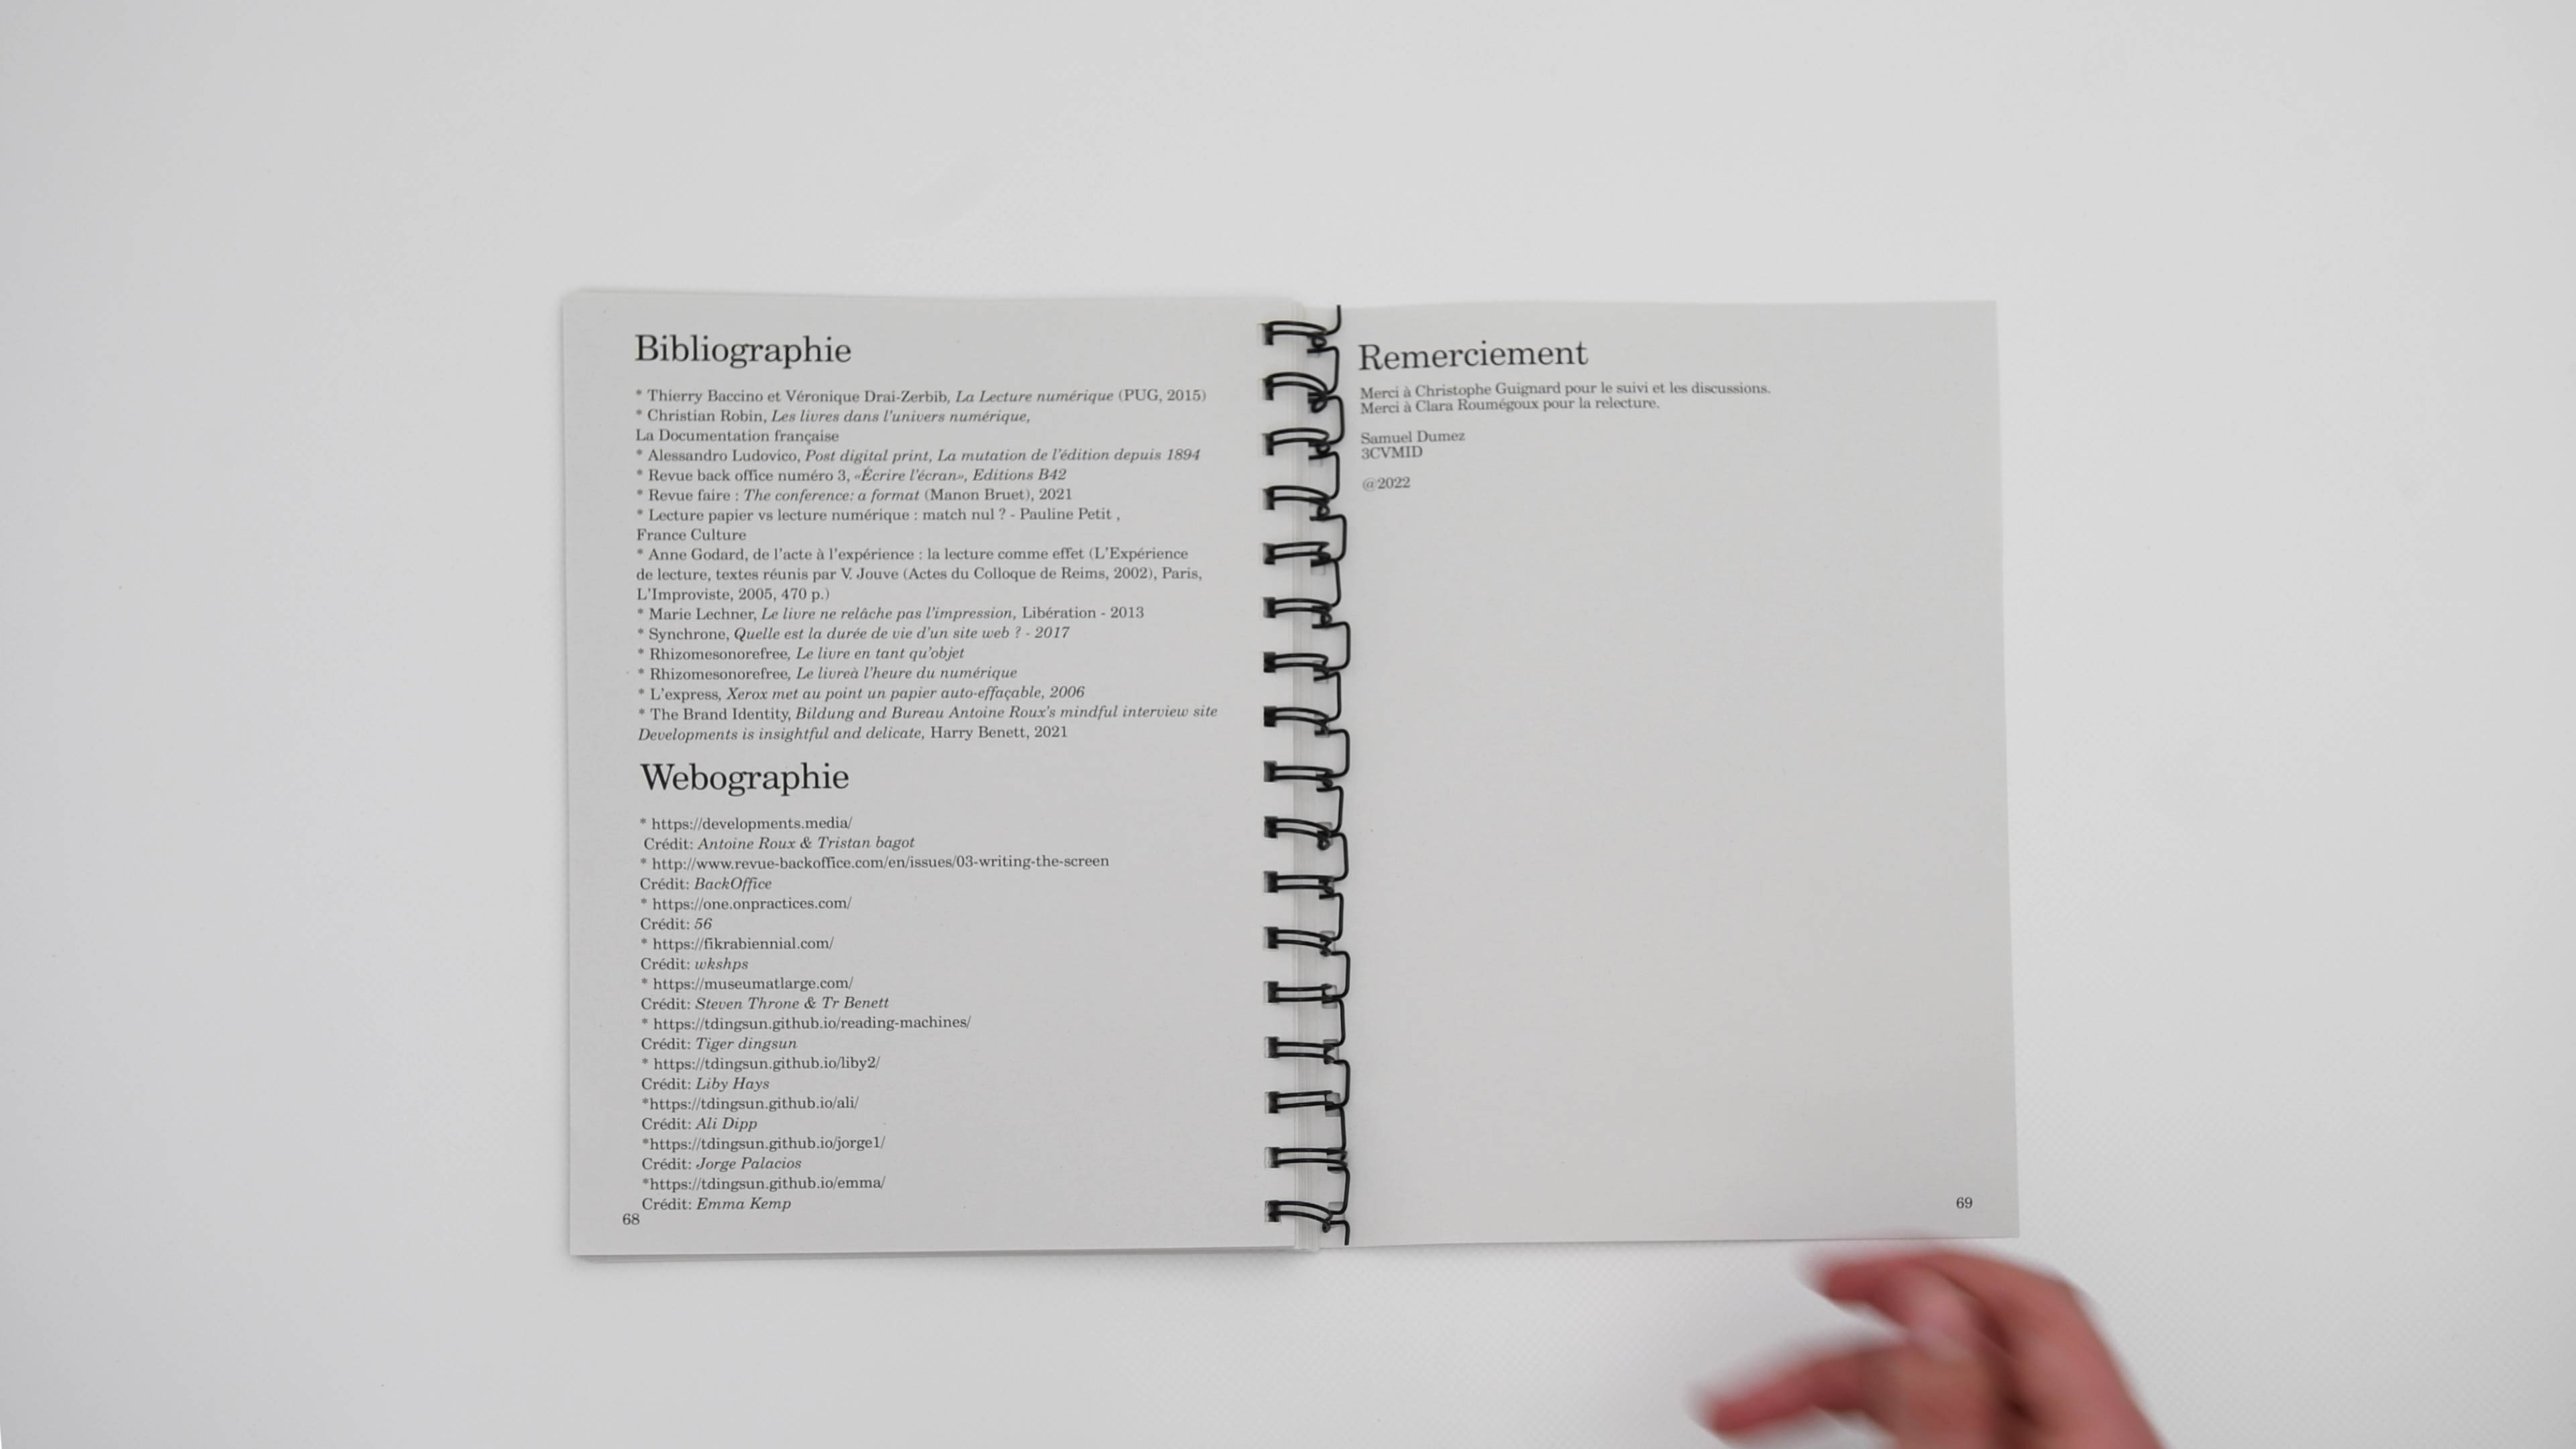 Bibliographie
* Thierry Baccino et Véronique Drai-Zerbib, La Lecture numérique (PUG, 2015)
* Christian Robin, Les livres dans l'univers numérique,
La Documentation française
* Alessandro Ludovico, Post digital print, La mutation de l'édition depuis 1894
* Revue back office numéro 3, «Écrire l'écran», Editions B42
* Revue faire : The conference: a format (Manon Bruet), 2021
* Lecture papier vs lecture numérique : match nul ? - Pauline Petit ,
France Culture
* Anne Godard, de l'acte à l'expérience : la lecture comme effet (L'Expérience
de lecture, textes réunis par V. Jouve (Actes du Colloque de Reims, 2002), Paris,
L'Improviste, 2005, 470 p.)
* Marie Lechner, Le livre ne relâche pas l'impression, Libération - 2013
* Synchrone, Quelle est la durée de vie d'un site web ? - 2017
* Rhizomesonorefree, Le livre en tant qu'objet
* Rhizomesonorefree, Le livreà l'heure du numérique
* L'express, Xerox met au point un papier auto-effaçable, 2006
* The Brand Identity, Bildung and Bureau Antoine Roux's mindful interview site
Developments is insightful and delicate, Harry Benett, 2021
Webographie
* https://developments.media/
Crédit: Antoine Roux & Tristan bagot
* http://www.revue-backoffice.com/en/issues/03-writing-the-screen
Crédit: BackOffice
* https://one.onpractices.com/
Crédit: 56
* https://fikrabiennial.com/
Crédit: wkshps
* https://museumatlarge.com/
Crédit: Steven Throne & Tr Benett
* https://tdingsun.github.io/reading-machines/
Crédit: Tiger dingsun
* https://tdingsun.github.io/liby2/
Crédit: Liby Hays
*https://tdingsun.github.io/ali/
Crédit: Ali Dipp
*https://tdingsun.github.io/jorge1/
Crédit: Jorge Palacios
*https://tdingsun.github.io/emma/
Crédit: Emma Kemp
68
Remerciement
Merci à Christophe Guignard pour le suivi et les discussions.
Merci à Clara Roumégoux pour la relecture.
Samuel Dumez
3CVMID
@2022
69